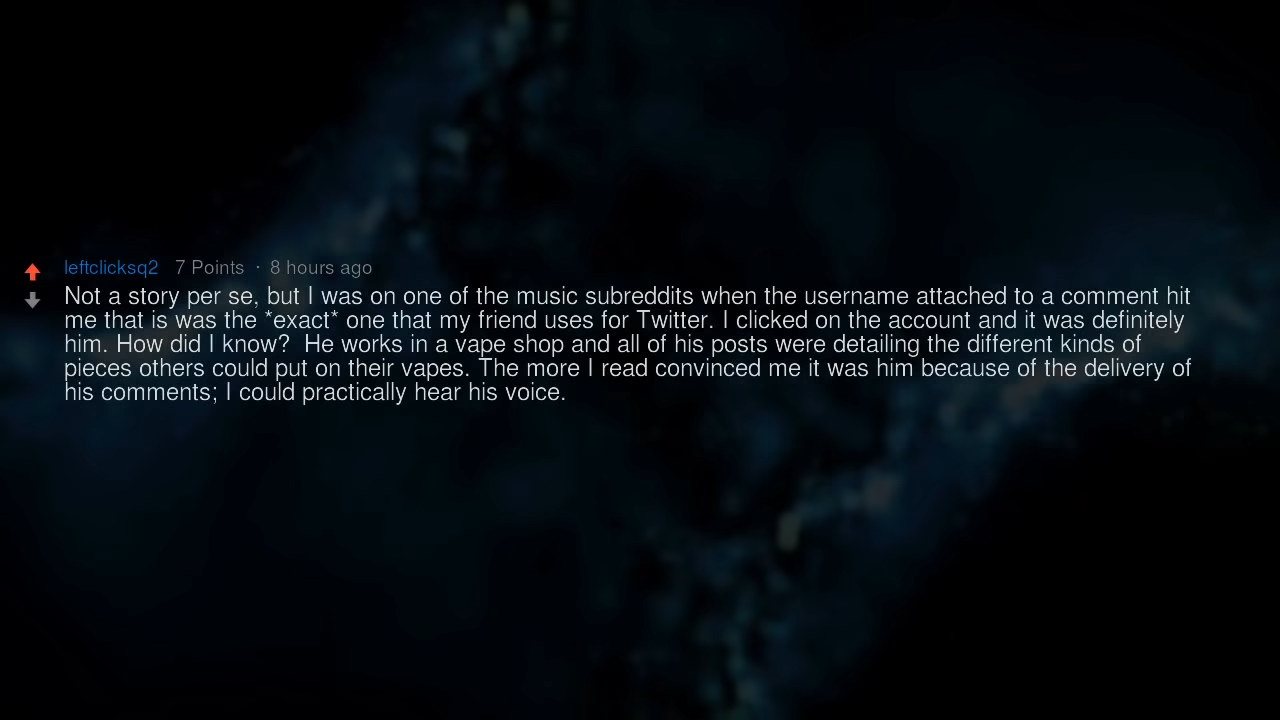 leftclicksq2 7 Points · 8 hours ago
Not a story per se, but I was on one of the music subreddits when the username attached to a comment hit
me that is was the *exact* one that my friend uses for Twitter. I clicked on the account and it was definitely
him. How did I know?  He works in a vape shop and all of his posts were detailing the different kinds of
pieces others could put on their vapes. The more I read convinced me it was him because of the delivery of
his comments; I could practically hear his voice.